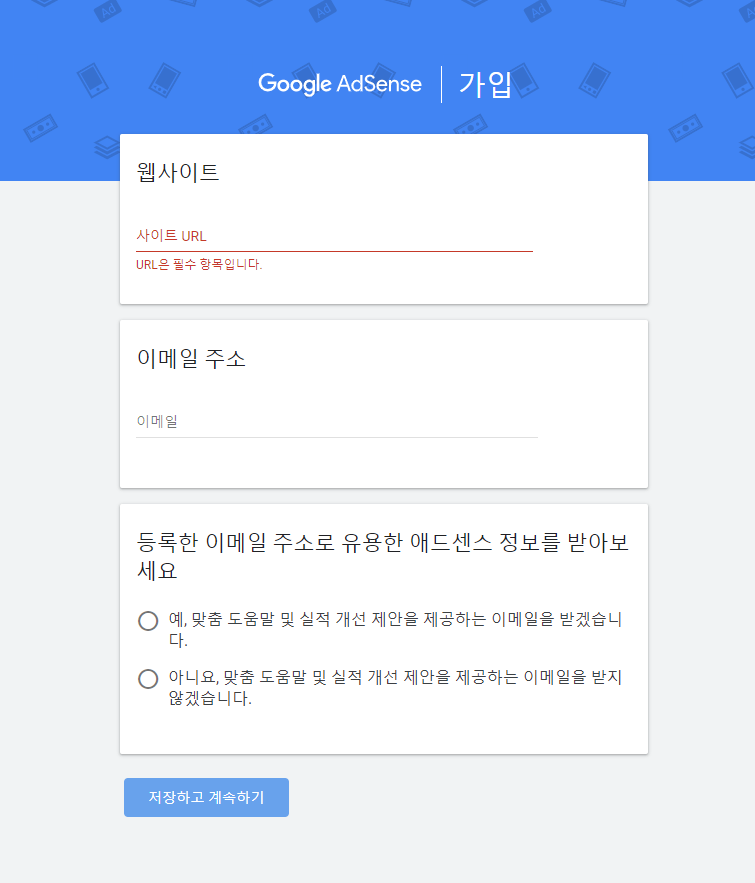 Ad
Ad
Google AdSense
가입
웹사이트
사이트 URL
URL은 필수 항목입니다.
이메일 주소
이메일
등록한 이메일 주소로 유용한 애드센스 정보를 받아보
세요
예, 맞춤 도움말 및 실적 개선 제안을 제공하는 이메일을 받겠습니
다.
아니요, 맞춤 도움말 및 실적 개선 제안을 제공하는 이메일을 받지
않겠습니다.
저장하고 계속하기